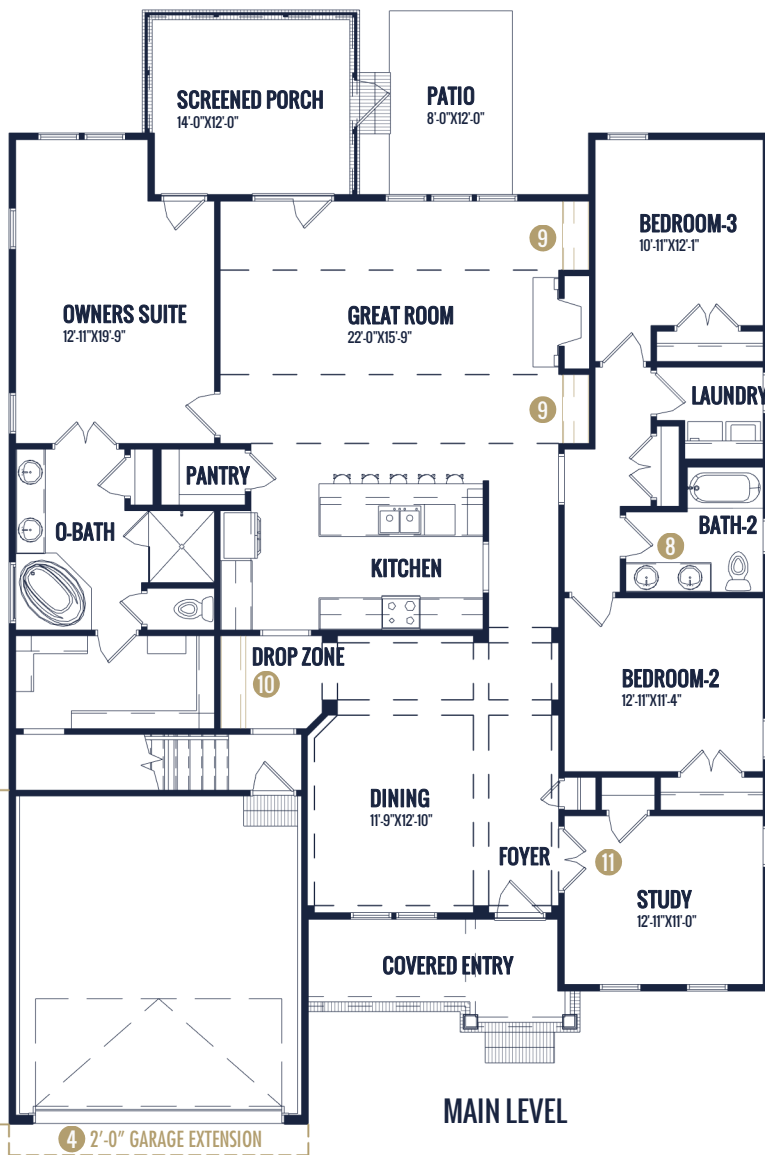 SCREENED PORCH
14'-0"X12'-0"
PATIO
8'-0"X12'-0"
BEDROOM-3
10'-11"X12'-1"
9
OWNERS SUITE
12'-11"X19'-9"
GREAT ROOM
22'-0"X15'-9"
9
LAUNDRY
PANTRY
O-BATH
BATH-2
8
KITCHEN
DROP ZONE
10
BEDROOM-2
12'-11"X11'-4"
DINING
11'-9"X12'-10"
FOYER
11
STUDY
12'-11"X11'-0"
COVERED ENTRY
MAIN LEVEL
4 2'-0" GARAGE EXTENSION